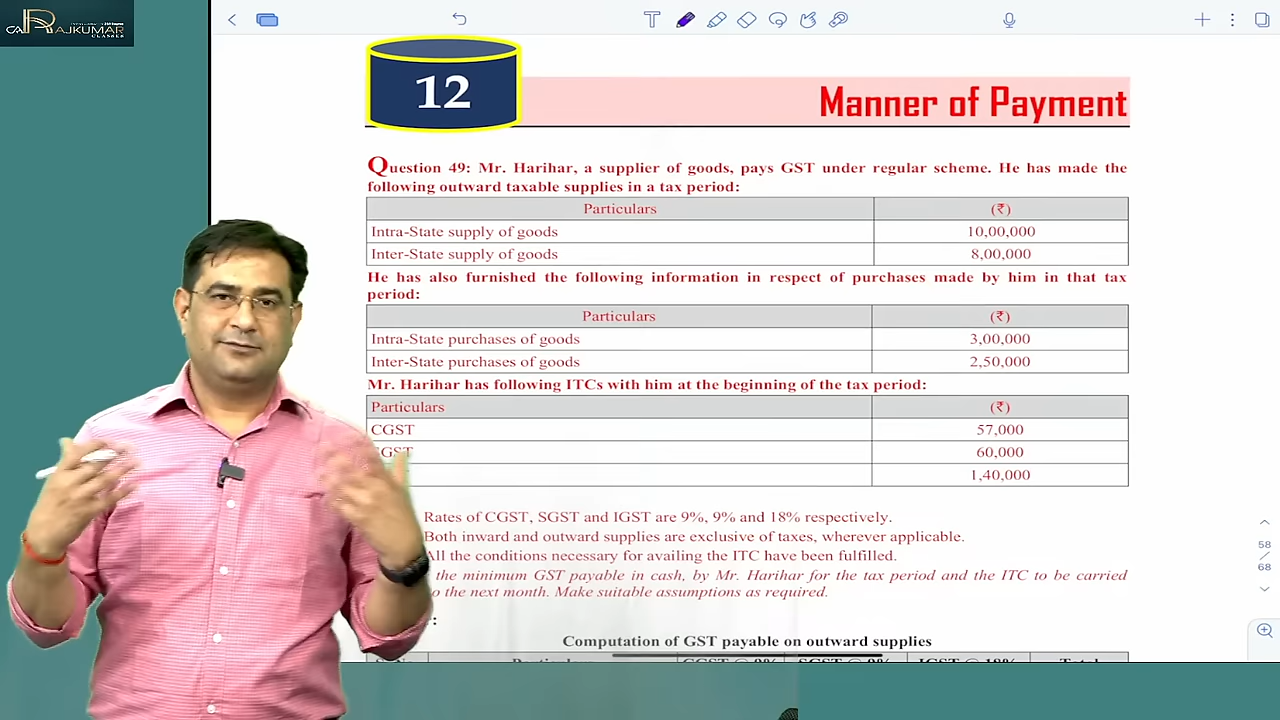 CA RAJKUMAR
CLASSES
12
Manner of Payment
Question 49: Mr. Harihar, a supplier of goods, pays GST under regular scheme. He has made the
following outward taxable supplies in a tax period:
Particulars (₹)
Intra-State supply of goods 10,00,000
Inter-State supply of goods 8,00,000
He has also furnished the following information in respect of purchases made by him in that tax
period:
Particulars (₹)
Intra-State purchases of goods 3,00,000
Inter-State purchases of goods 2,50,000
Mr. Harihar has following ITCs with him at the beginning of the tax period:
Particulars (₹)
CGST 57,000
SGST 60,000
1,40,000
Rates of CGST, SGST and IGST are 9%, 9% and 18% respectively.
Both inward and outward supplies are exclusive of taxes, wherever applicable.
All the conditions necessary for availing the ITC have been fulfilled.
the minimum GST payable in cash, by Mr. Harihar for the tax period and the ITC to be carried
to the next month. Make suitable assumptions as required.
Computation of GST payable on outward supplies
58
68